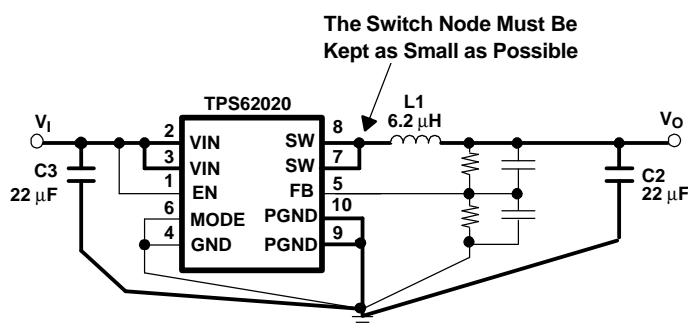 The Switch Node Must Be
Kept as Small as Possible
TPS62020
L1
6.2 μH
VI
VO
2 VIN
3 VIN
1 EN
6 MODE
4 GND
SW 8
SW 7
FB 5
PGND 10
PGND 9
C3
22 μF
C2
22 μF